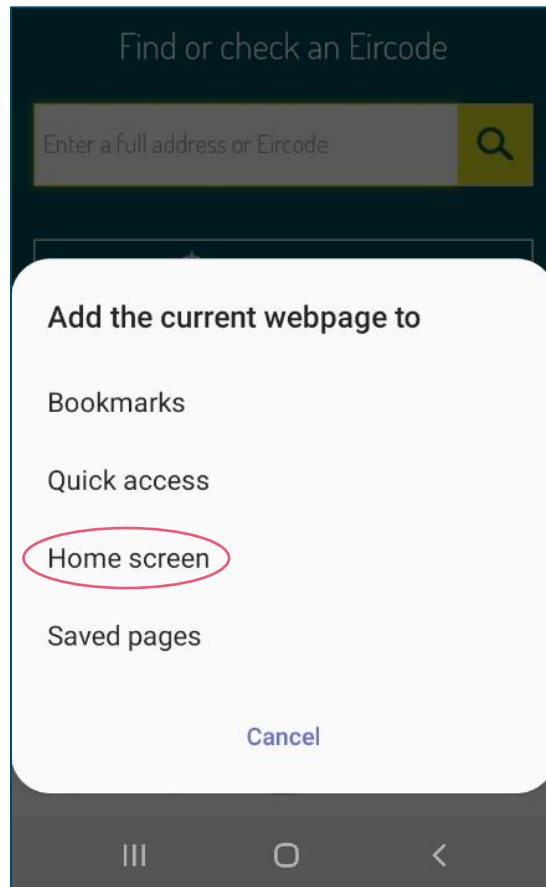 Find or check an Eircode
Enter a full address or Eircode
Add the current webpage to
Bookmarks
Quick access
Home screen
Saved pages
Cancel